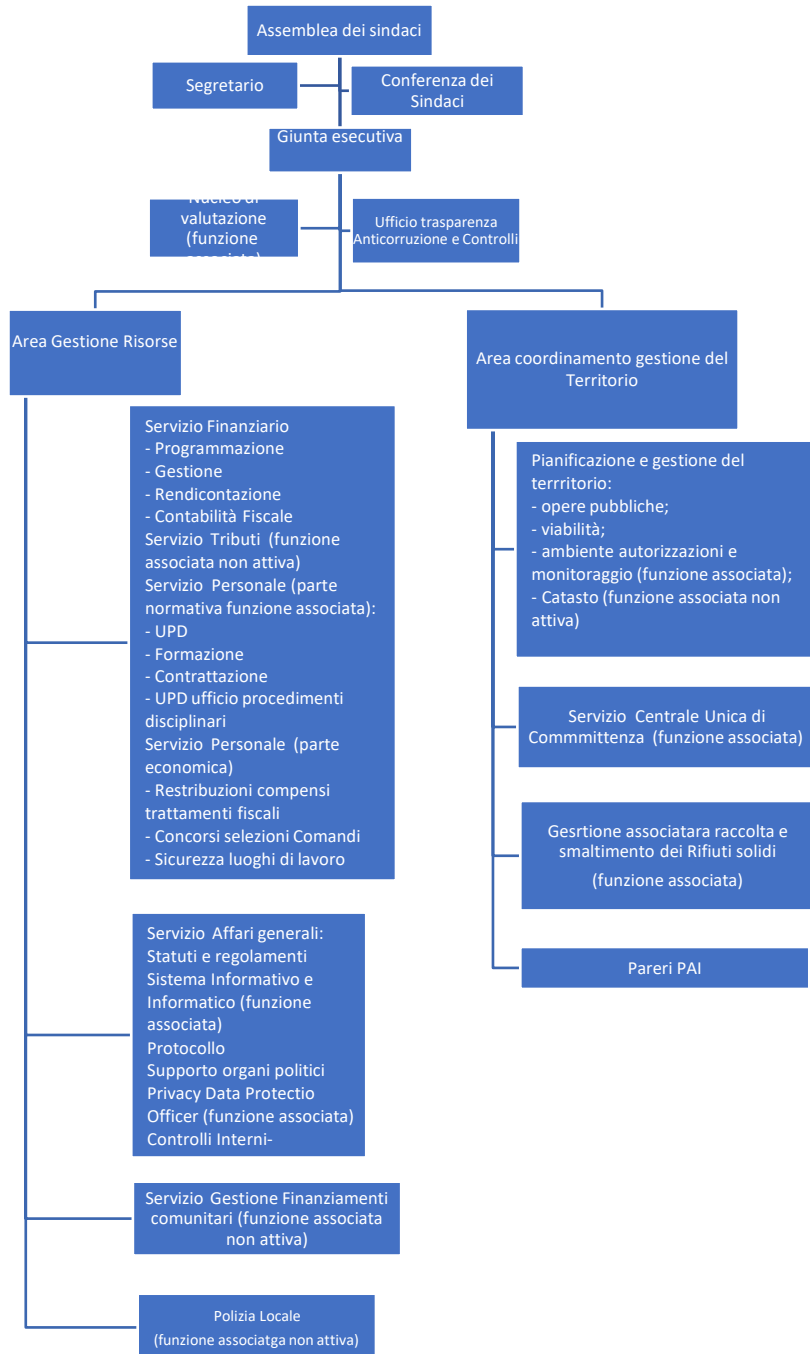 Assemblea dei sindaci
Segretario
Conferenza dei
Sindaci
Giunta esecutiva
Nucleo di
valutazione
(funzione
associata)
Ufficio trasparenza
Anticorruzione e Controlli
Area Gestione Risorse
Area coordinamento gestione del
Territorio
Servizio Finanziario
- Programmazione
- Gestione
- Rendicontazione
- Contabilità Fiscale
Servizio Tributi (funzione
associata non attiva)
Servizio Personale (parte
normativa funzione associata):
- UPD
- Formazione
- Contrattazione
- UPD ufficio procedimenti
disciplinari
Servizio Personale (parte
economica)
- Restribuzioni compensi
trattamenti fiscali
- Concorsi selezioni Comandi
- Sicurezza luoghi di lavoro
Pianificazione e gestione del
terrritorio:
- opere pubbliche;
- viabilità;
- ambiente autorizzazioni e
monitoraggio (funzione associata);
- Catasto (funzione associata non
attiva)
Servizio Centrale Unica di
Commmittenza (funzione associata)
Gesrtione associatara raccolta e
smaltimento dei Rifiuti solidi
(funzione associata)
Pareri PAI
Servizio Affari generali:
Statuti e regolamenti
Sistema Informativo e
Informatico (funzione
associata)
Protocollo
Supporto organi politici
Privacy Data Protectio
Officer (funzione associata)
Controlli Interni-
Servizio Gestione Finanziamenti
comunitari (funzione associata
non attiva)
Polizia Locale
(funzione associatga non attiva)